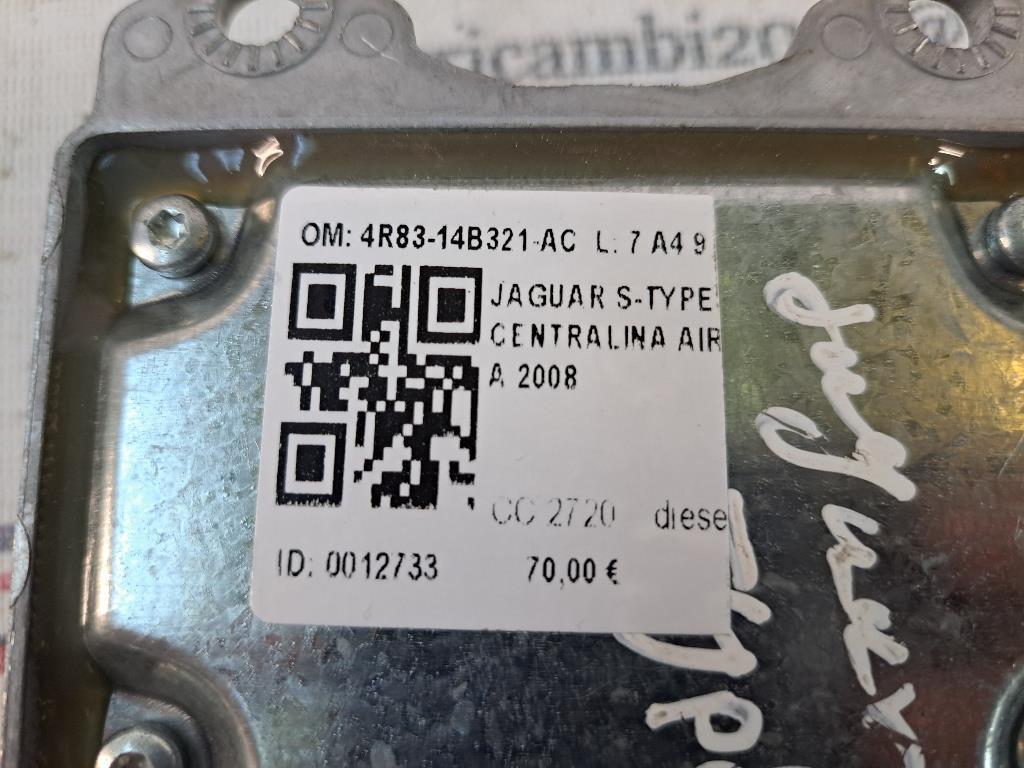 ricambi20
OM: 4R83-14B321-AC L: 7 A4 9
JAGUAR S-TYPE
CENTRALINA AIR
A 2008
CC 2720 diese
ID: 0012733 70,00 €